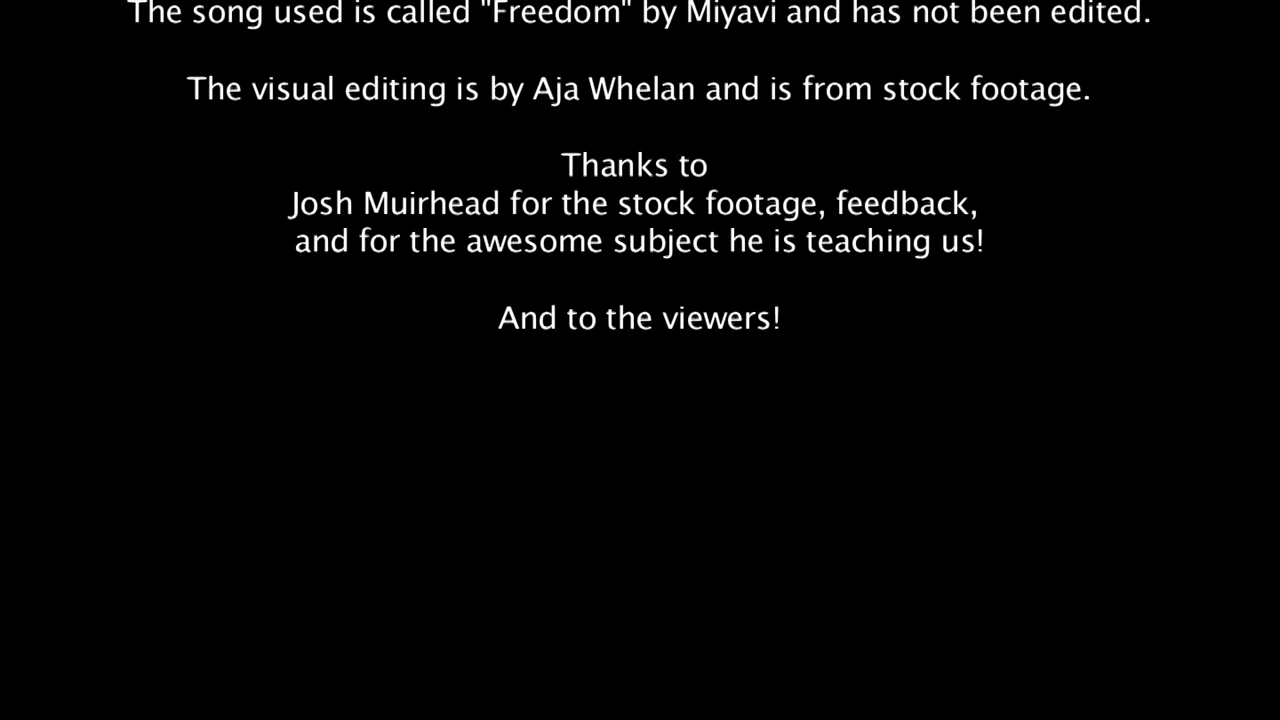 The song used is called "Freedom" by Miyavi and has not been edited.
The visual editing is by Aja Whelan and is from stock footage.
Thanks to
Josh Muirhead for the stock footage, feedback,
and for the awesome subject he is teaching us!
And to the viewers!